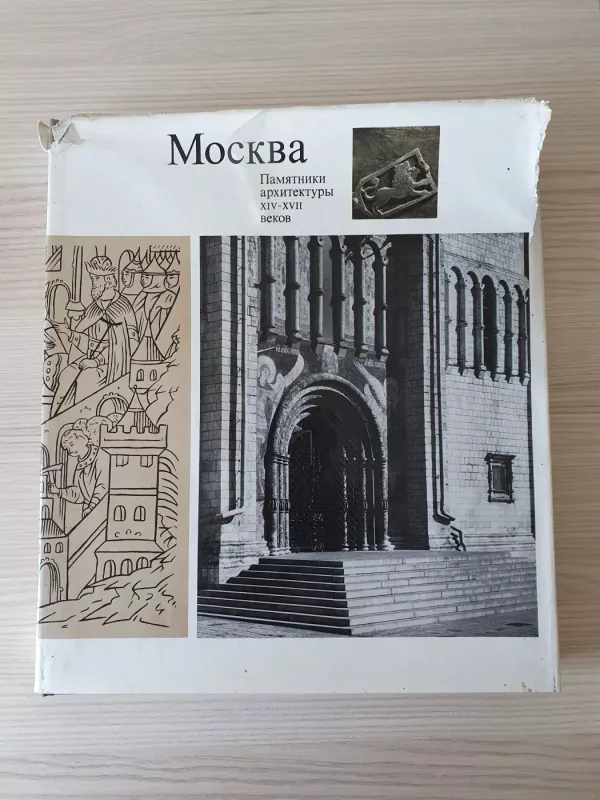 Москва
Памятники
архитектуры
XIV-XVII
веков